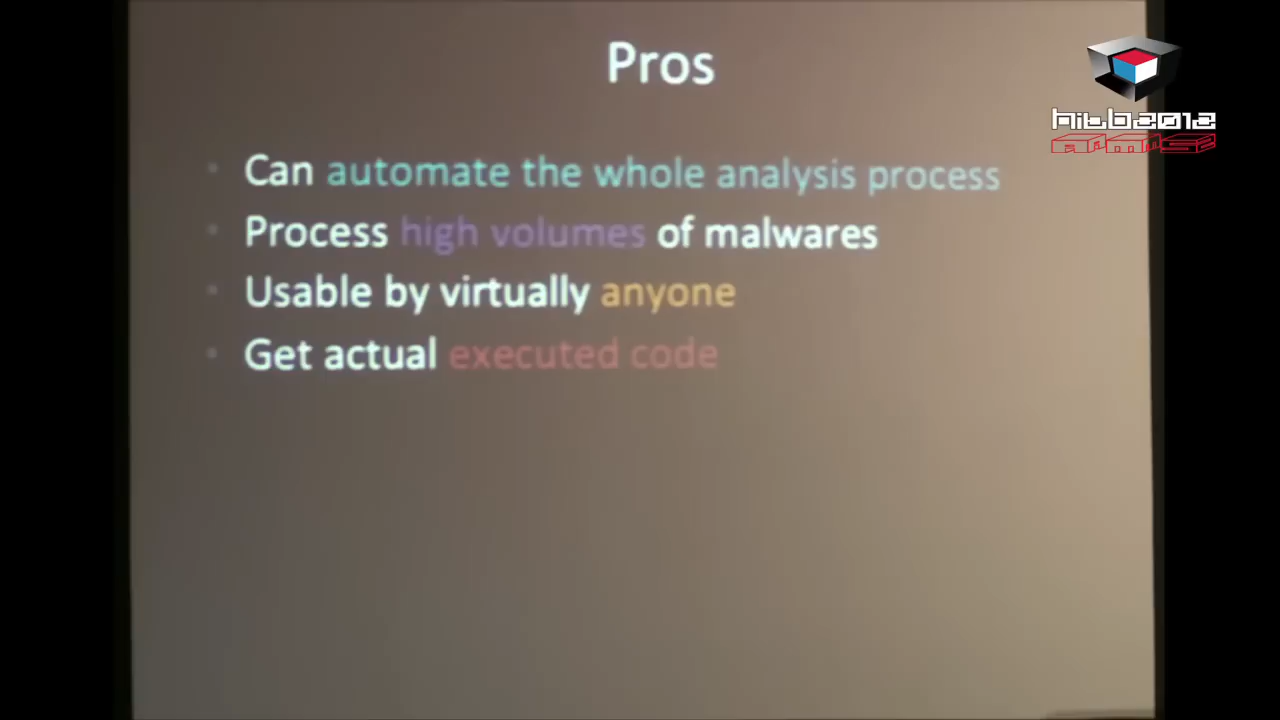 Pros
hitb2012
amse
• Can automate the whole analysis process
• Process high volumes of malwares
• Usable by virtually anyone
• Get actual executed code